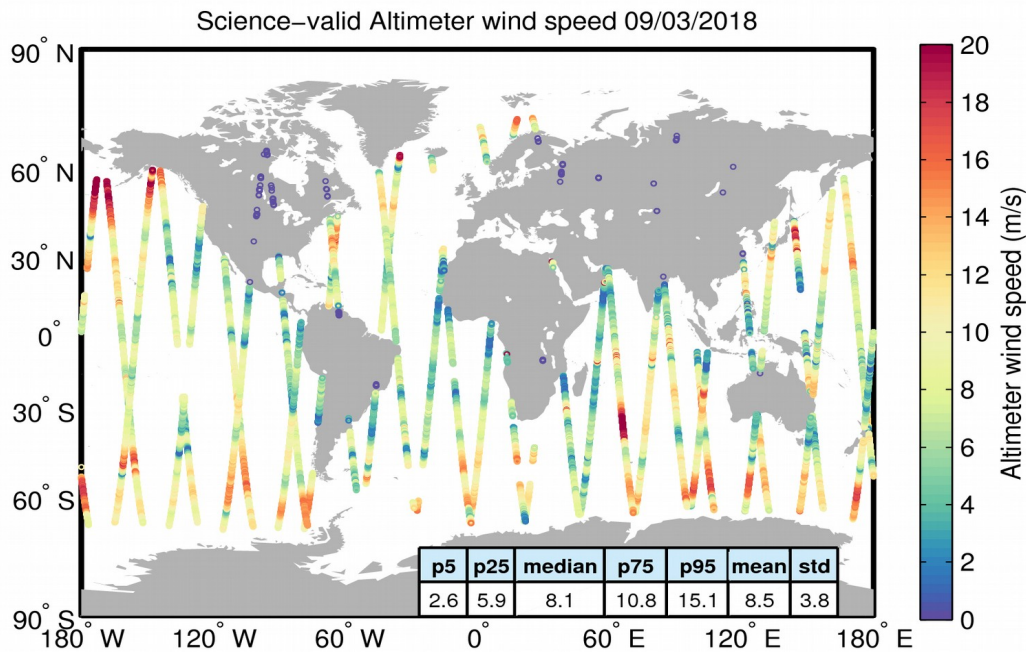 Science−valid Altimeter wind speed 09/03/2018
90° N
60° N
30° N
0°
30° S
60° S
90° S
180° W
120° W
60° W
0°
60° E
120° E
180° E
p5 p25 median p75 p95 mean std
2.6 5.9 8.1 10.8 15.1 8.5 3.8
20
18
16
14
12
10
8
6
4
2
0
Altimeter wind speed (m/s)